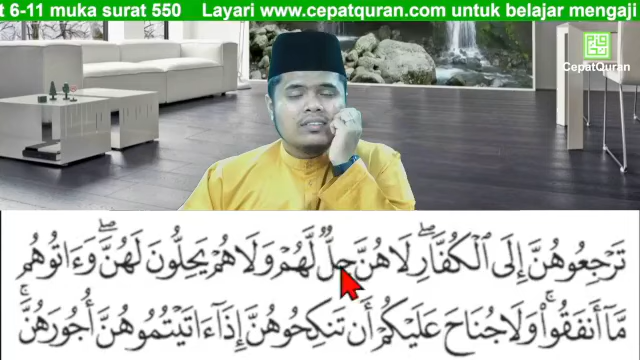 t 6-11 muka surat 550    Layari www.cepatquran.com untuk belajar mengaji
CepatQuran
تَرْجِعُوهُنَّ إِلَى ٱلْكُفَّارِۖ لَا هُنَّ حِلٌّ لَّهُمْ وَلَا هُمْ يَحِلُّونَ لَهُنَّۖ وَءَاتُوهُم
مَّآ أَنفَقُوا۟ۚ وَلَا جُنَاحَ عَلَيْكُمْ أَن تَنكِحُوهُنَّ إِذَآ ءَاتَيْتُمُوهُنَّ أُجُورَهُنَّۚ